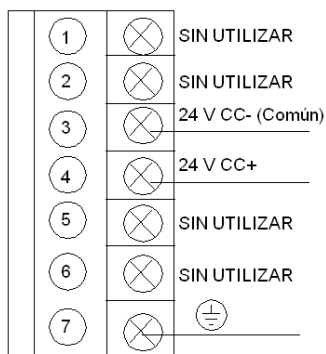 1 SIN UTILIZAR
2 SIN UTILIZAR
3 24 V CC- (Común)
4 24 V CC+
5 SIN UTILIZAR
6 SIN UTILIZAR
7